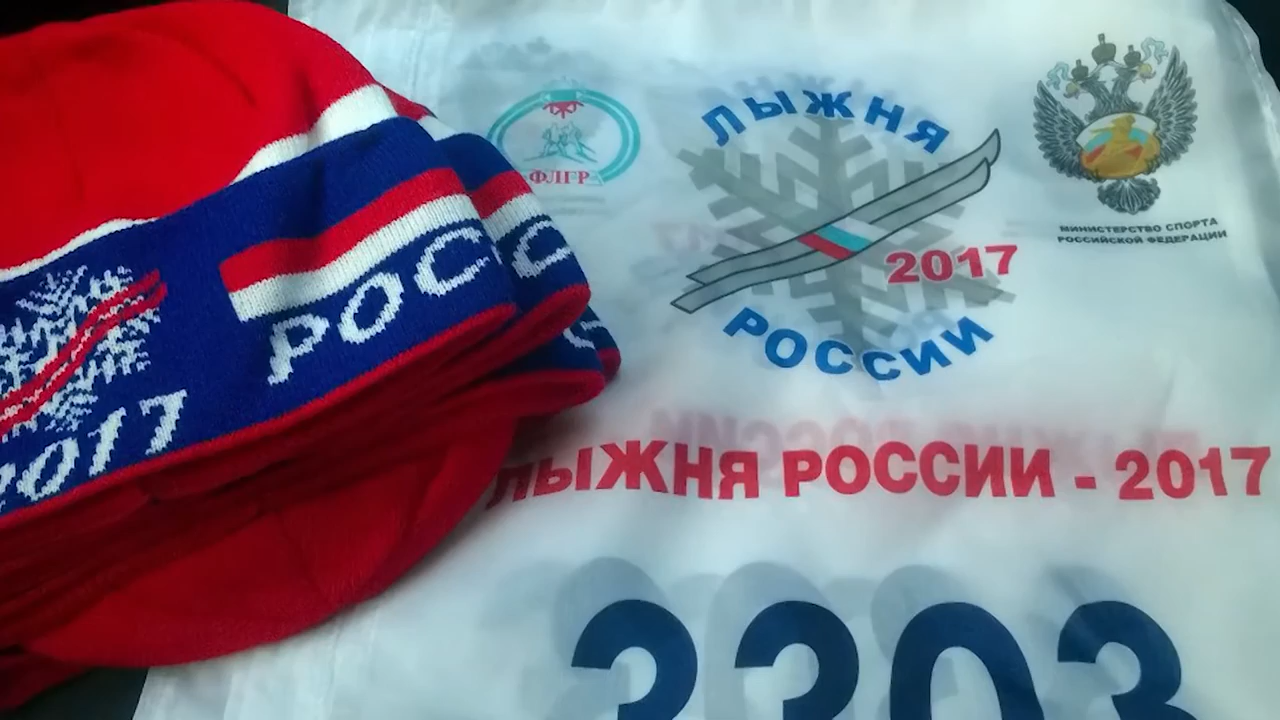 ЛЫЖНЯ
2017
РОССИИ
ФЛГР
МИНИСТЕРСТВО СПОРТА
РОССИЙСКОЙ ФЕДЕРАЦИИ
ЛЫЖНЯ РОССИИ - 2017
РОСС
2017